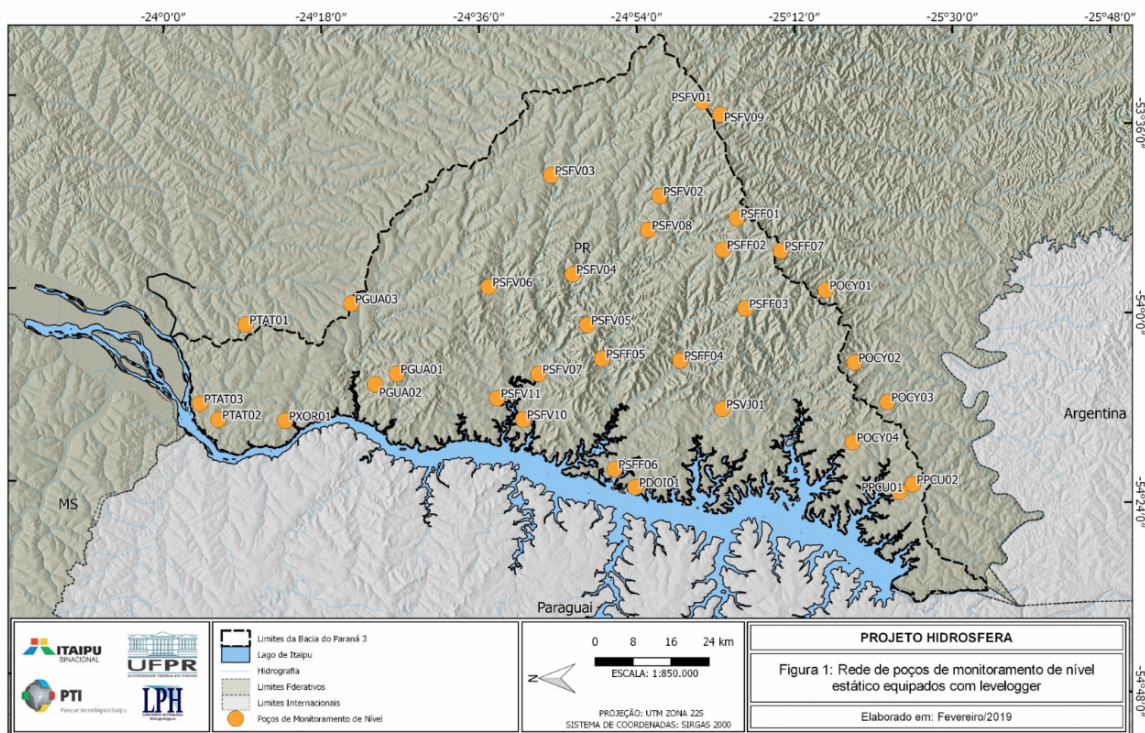 -24°0'0"
-24°18'0"
-24°36'0"
-24°54'0"
-25°12'0"
-25°30'0"
-25°48'0"
PSFV01
PSFV09
-53°36'0"
PSFV03
PSFV02
PSFF01
PSFV08
PSFF02
PSFF07
PR
PSFV04
PSFV06
POCY01
PGUA03
PSFF03
-54°0'0"
PTAT01
PSFV05
PSFF05
PSFF04
POCY02
PGUA01
PSFV07
PGUA02
PSFV11
PTAT03
PSVJ01
POCY03
Argentina
PTAT02
PXOR01
PSFV10
POCY04
PSFF06
PDOI01
PPCU01
PPCU02
MS
-54°24'0"
Paraguai
ITAIPU
BINACIONAL
UFPR
UNIVERSIDADE FEDERAL DO PARANÁ
PTI
Parque Tecnológico Itaipu
LPH
Limites da Bacia do Paraná 3
Lago de Itaipu
Hidrografia
Limites Fderativos
Limites Internacionais
Poços de Monitoramento de Nível
0 8 16 24 km
ESCALA: 1:850.000
N
PROJEÇÃO: UTM ZONA 22S
SISTEMA DE COORDENADAS: SIRGAS 2000
PROJETO HIDROSFERA
Figura 1: Rede de poços de monitoramento de nível
estático equipados com levelogger
Elaborado em: Fevereiro/2019
-54°48'0"